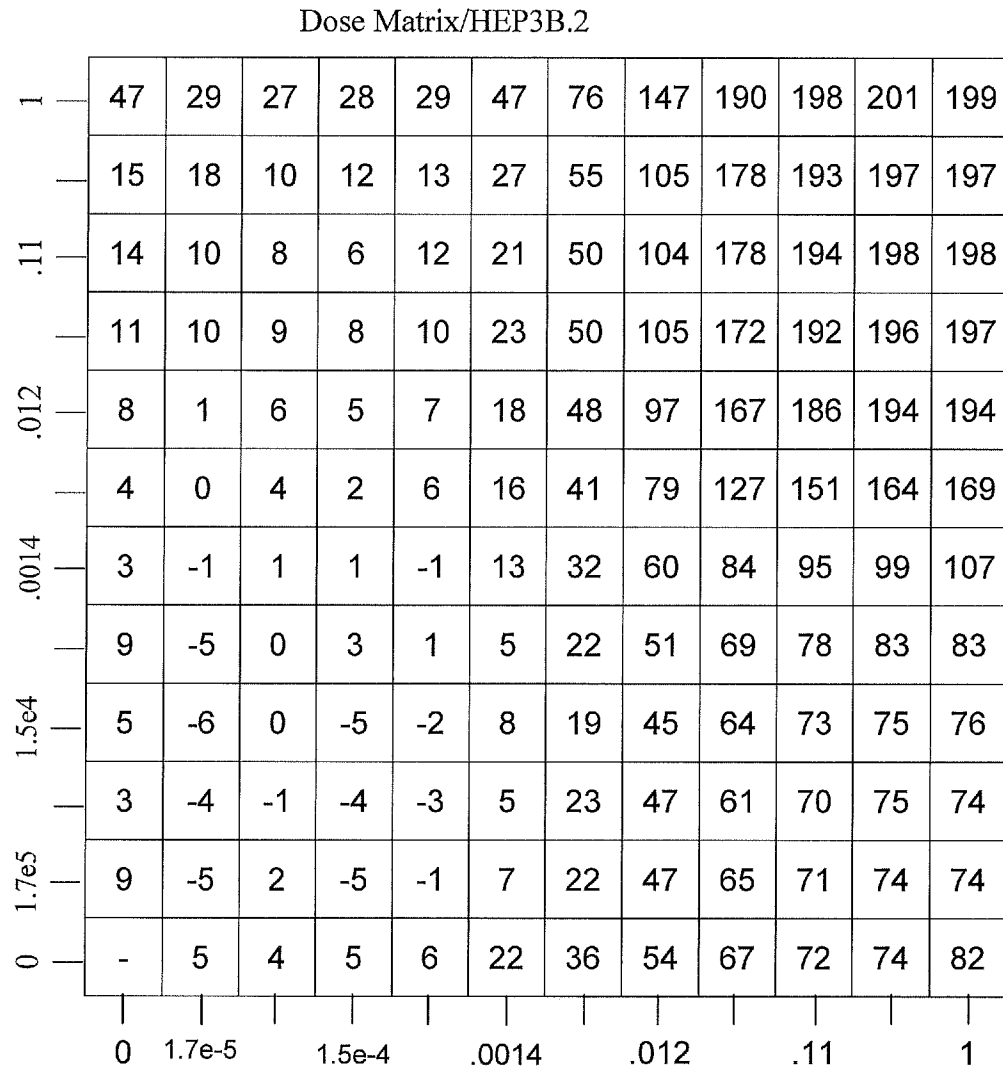 Dose Matrix/HEP3B.2
1 47 29 27 28 29 47 76 147 190 198 201 199
15 18 10 12 13 27 55 105 178 193 197 197
.11 14 10 8 6 12 21 50 104 178 194 198 198
11 10 9 8 10 23 50 105 172 192 196 197
.012 8 1 6 5 7 18 48 97 167 186 194 194
4 0 4 2 6 16 41 79 127 151 164 169
.0014 3 -1 1 1 -1 13 32 60 84 95 99 107
9 -5 0 3 1 5 22 51 69 78 83 83
1.5e4 5 -6 0 -5 -2 8 19 45 64 73 75 76
3 -4 -1 -4 -3 5 23 47 61 70 75 74
1.7e5 9 -5 2 -5 -1 7 22 47 65 71 74 74
0 - 5 4 5 6 22 36 54 67 72 74 82
0 1.7e-5 1.5e-4 .0014 .012 .11 1